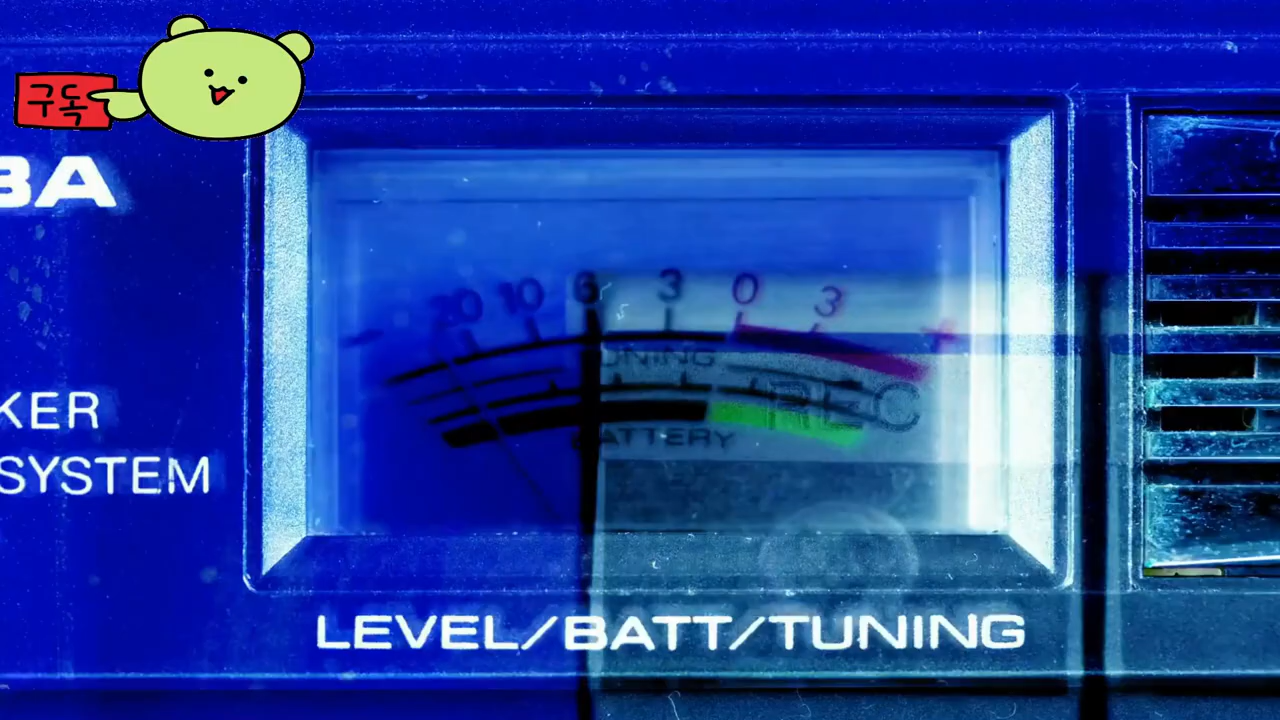 구독
BA
20 10 6 3 0 3 +
TUNING
REC
BATTERY
KER
SYSTEM
LEVEL/BATT/TUNING